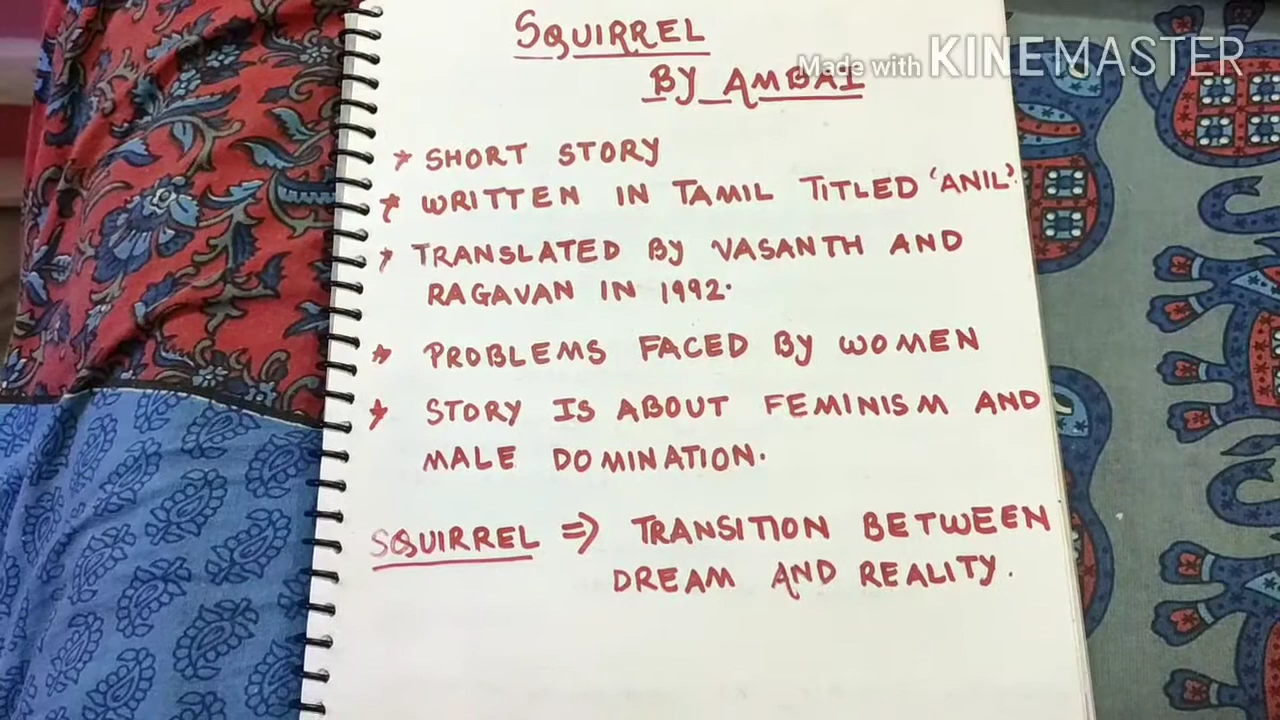 SQUIRREL
BY AMBAI
Made with KINEMASTER
* SHORT STORY
* WRITTEN IN TAMIL TITLED 'ANIL'.
* TRANSLATED BY VASANTH AND
RAGAVAN IN 1992.
* PROBLEMS FACED BY WOMEN
* STORY IS ABOUT FEMINISM AND
MALE DOMINATION.
SQUIRREL => TRANSITION BETWEEN
DREAM AND REALITY.